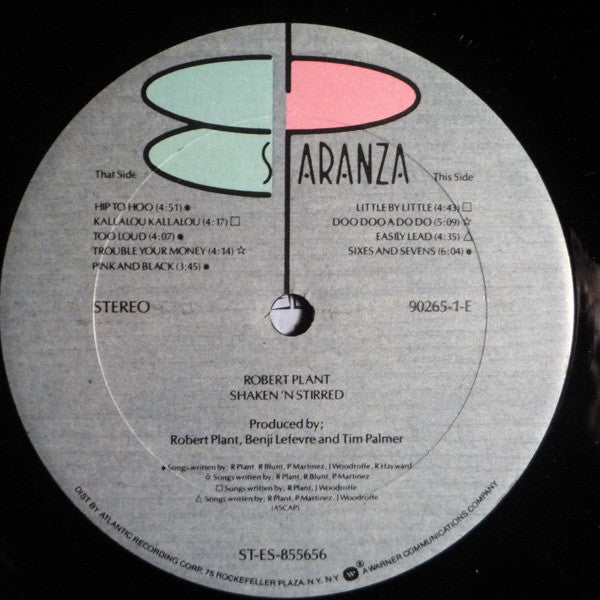 ES PARANZA
That Side
This Side
HIP TO HOO (4:51) ✹
KALLALOU KALLALOU (4:17) □
TOO LOUD (4:07) ✹
TROUBLE YOUR MONEY (4:14) ☆
PINK AND BLACK (3:45) ✹
LITTLE BY LITTLE (4:43) □
DOO DOO A DO DO (5:09) ☆
EASILY LEAD (4:35) △
SIXES AND SEVENS (6:04) ✹
STEREO
90265-1-E
ROBERT PLANT
SHAKEN 'N STIRRED
Produced by;
Robert Plant, Benji Lefevre and Tim Palmer
✹ Songs written by; R Plant, R Blunt, P Martinez, J Woodroffe, R Hayward
☆ Songs written by; R Plant, R Blunt, P Martinez
□ Songs written by; R Plant, J Woodroffe
△ Songs written by; R Plant, P Martinez, J Woodroffe
(ASCAP)
ST-ES-855656
DIST BY ATLANTIC RECORDING CORP. 75 ROCKEFELLER PLAZA, N.Y. N.Y. W ® A WARNER COMMUNICATIONS COMPANY